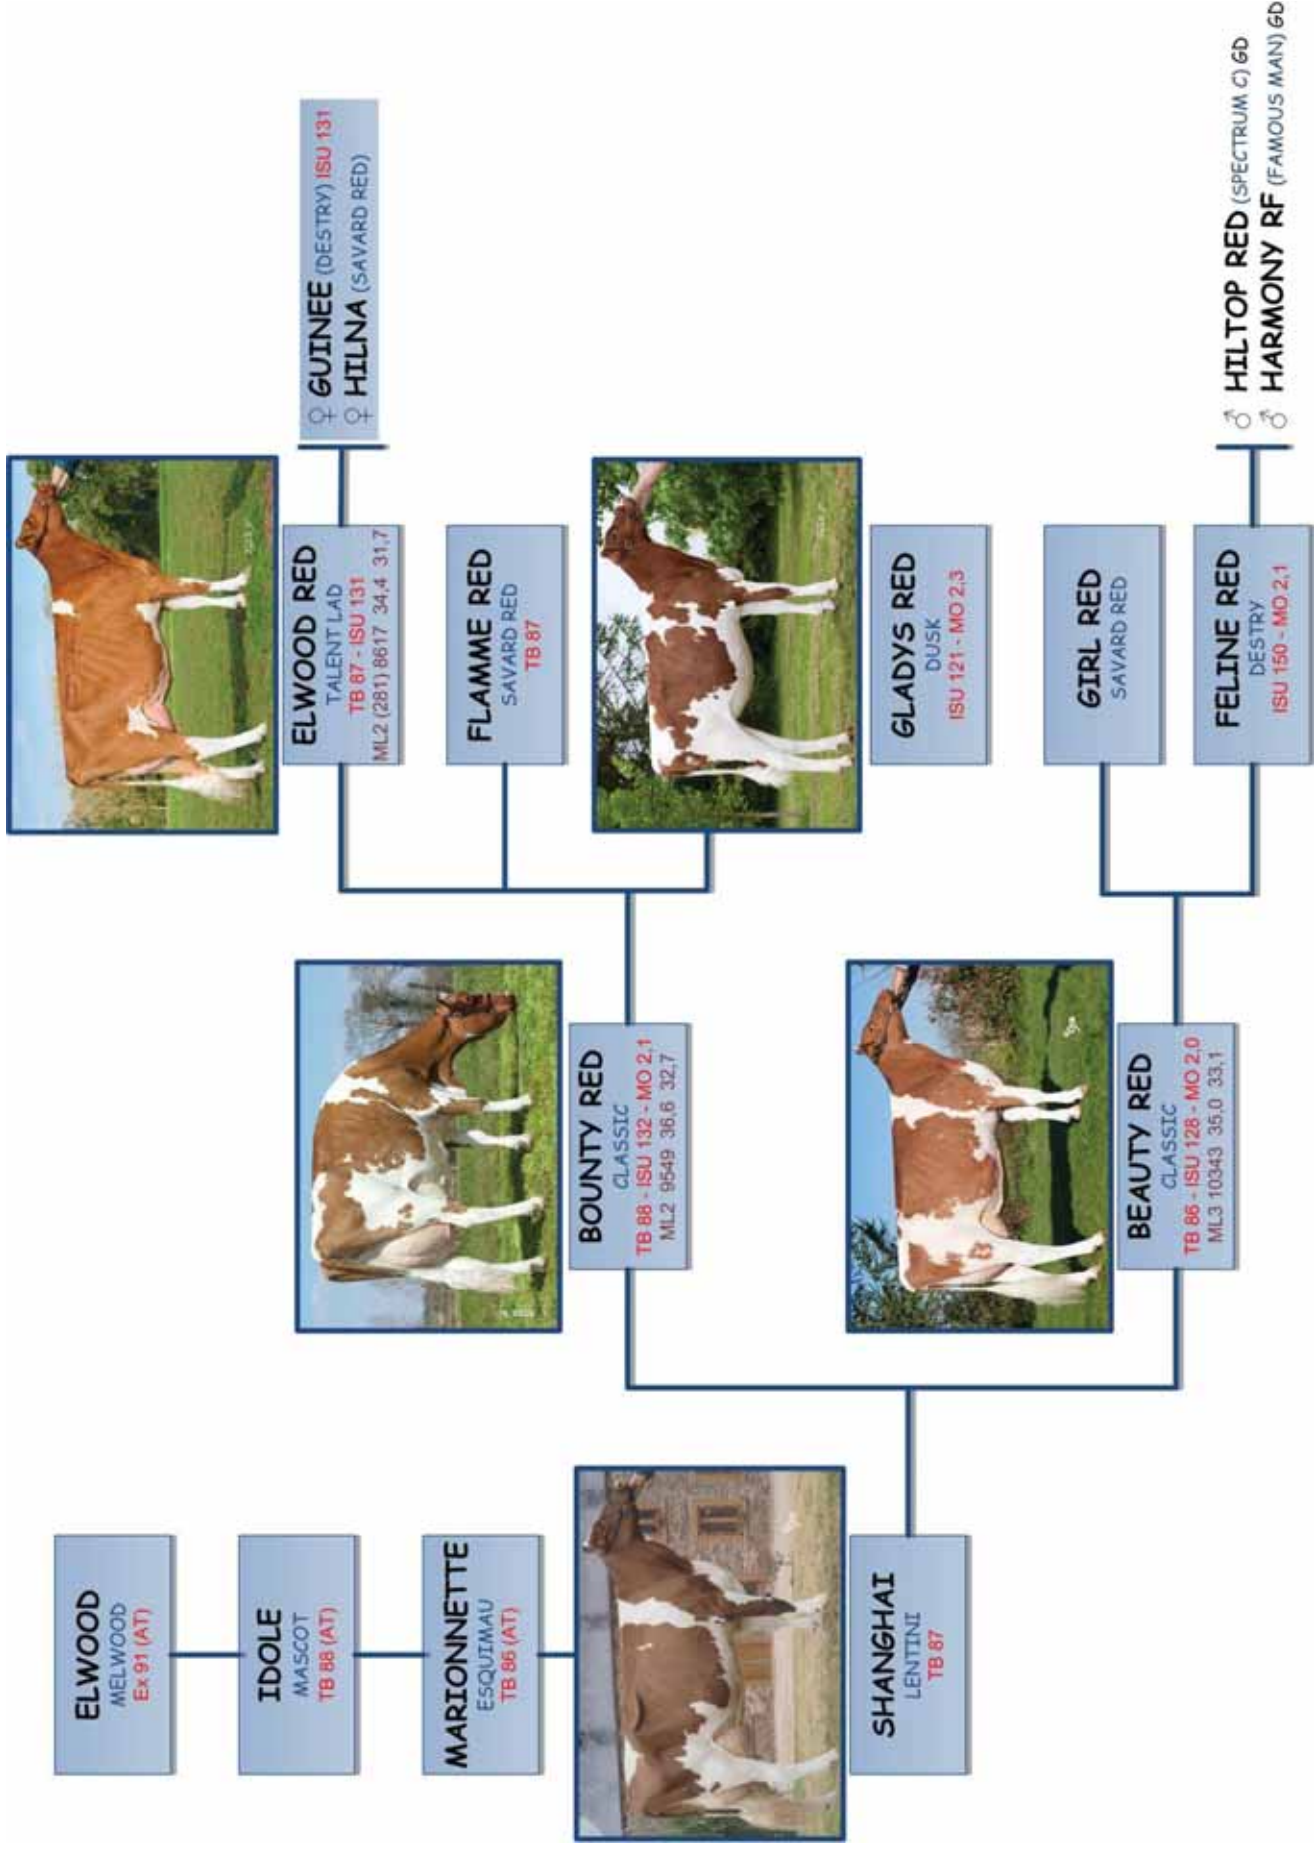 ELWOOD
MELWOOD
Ex 91 (AT)
IDOLE
MASCOT
TB 88 (AT)
MARIONNETTE
ESQUIMAU
TB 86 (AT)
SHANGHAI
LENTINI
TB 87
BOUNTY RED
CLASSIC
TB 88 - ISU 132 - MO 2,1
ML2 9549 36,6 32,7
BEAUTY RED
CLASSIC
TB 86 - ISU 128 - MO 2,0
ML3 10343 35,0 33,1
ELWOOD RED
TALENT LAD
TB 87 - ISU 131
ML2 (281) 8617 34,4 31,7
FLAMME RED
SAVARD RED
TB 87
GLADYS RED
DUSK
ISU 121 - MO 2,3
GIRL RED
SAVARD RED
FELINE RED
DESTRY
ISU 150 - MO 2,1
♀ GUINEE (DESTRY) ISU 131
♀ HILNA (SAVARD RED)
♂ HILTOP RED (SPECTRUM C) GD
♂ HARMONY RF (FAMOUS MAN) GD